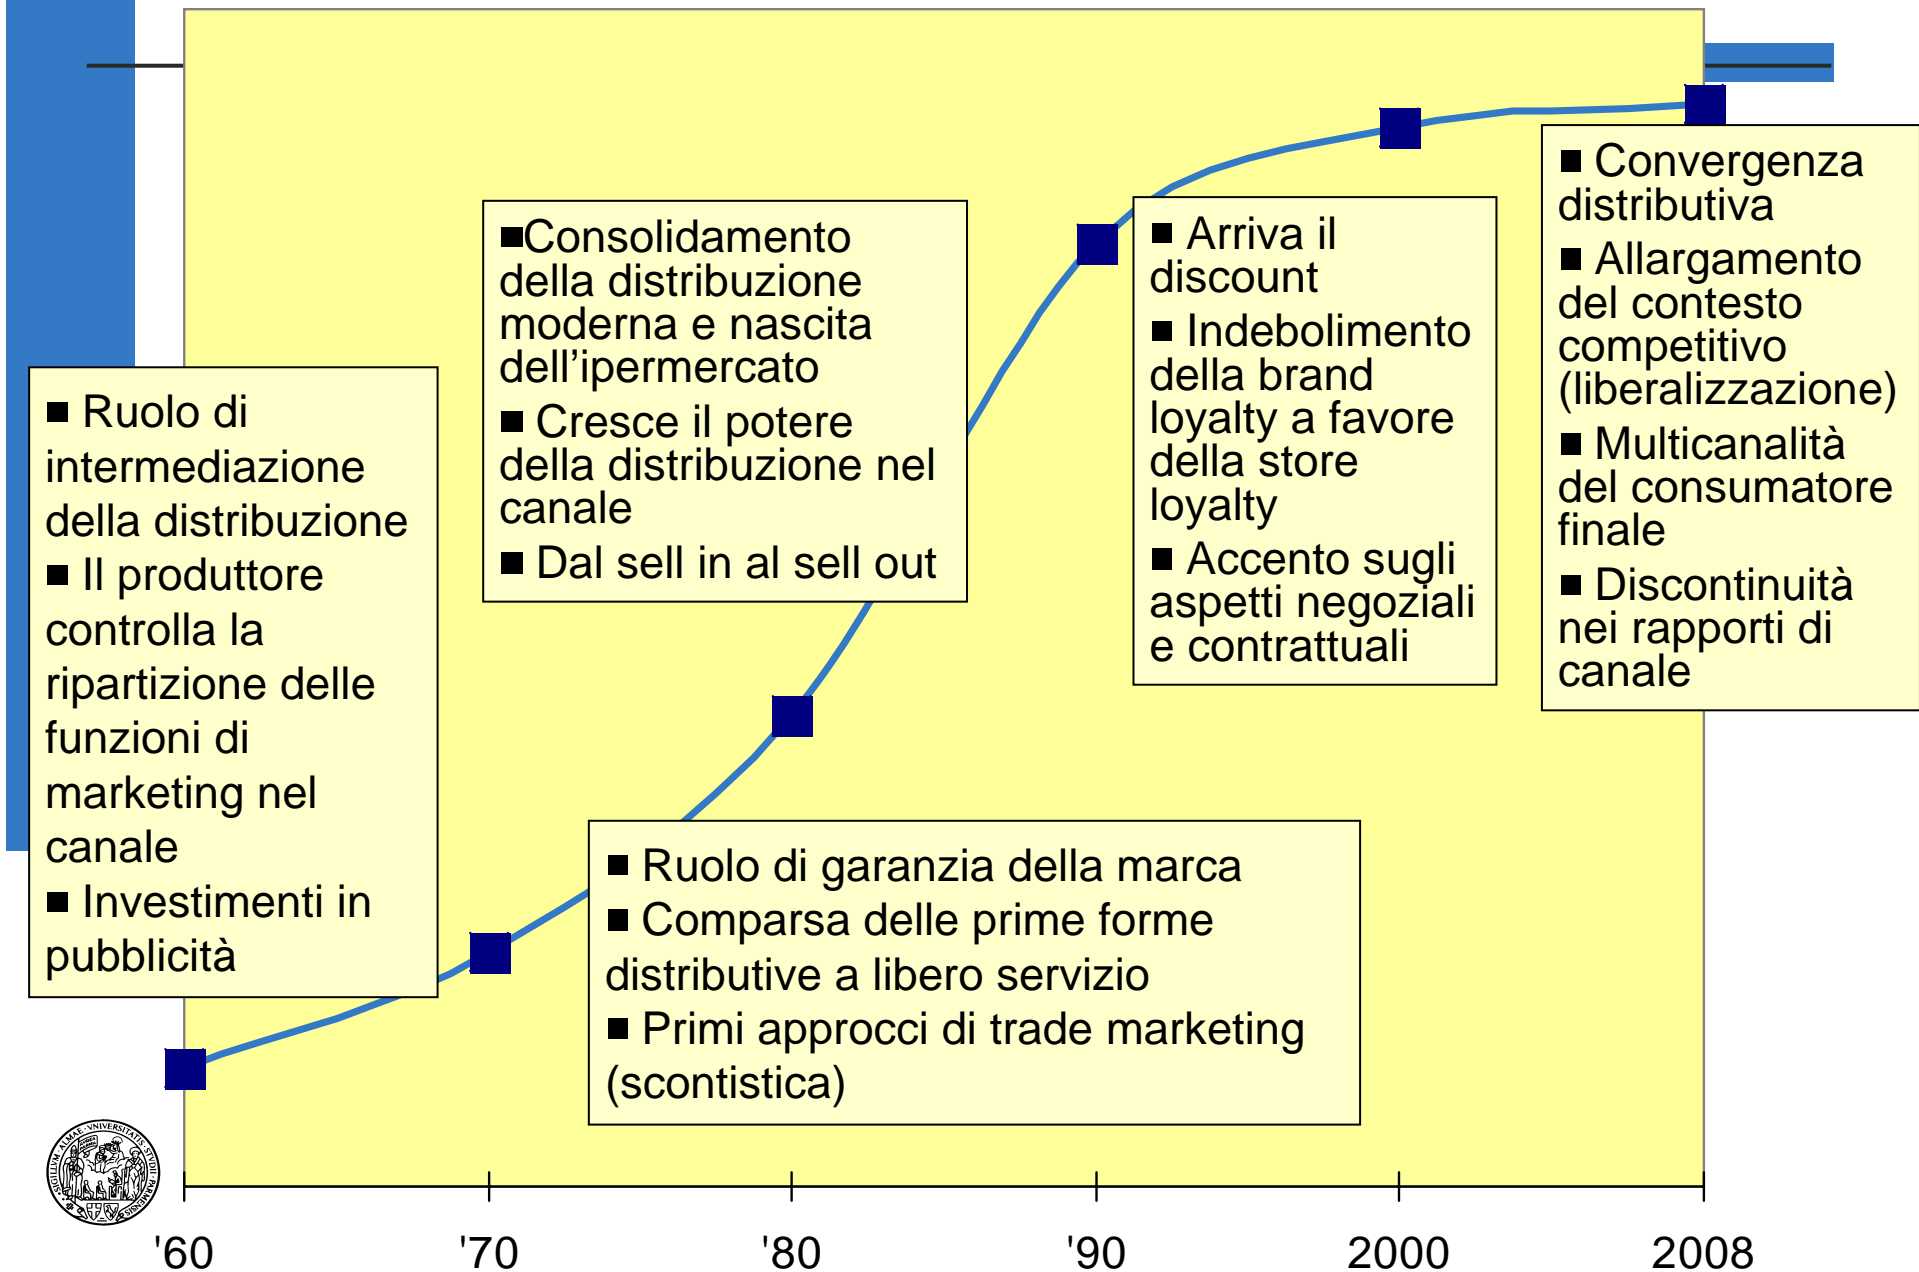 ■ Ruolo di
intermediazione
della distribuzione
■ Il produttore
controlla la
ripartizione delle
funzioni di
marketing nel
canale
■ Investimenti in
pubblicità
■Consolidamento
della distribuzione
moderna e nascita
dell’ipermercato
■ Cresce il potere
della distribuzione nel
canale
■ Dal sell in al sell out
■ Ruolo di garanzia della marca
■ Comparsa delle prime forme
distributive a libero servizio
■ Primi approcci di trade marketing
(scontistica)
■ Arriva il
discount
■ Indebolimento
della brand
loyalty a favore
della store
loyalty
■ Accento sugli
aspetti negoziali
e contrattuali
■ Convergenza
distributiva
■ Allargamento
del contesto
competitivo
(liberalizzazione)
■ Multicanalità
del consumatore
finale
■ Discontinuità
nei rapporti di
canale
SIGILLVM · ALMAE · VNIVERSITATIS · STVDII · PARMENSIS
'60 '70 '80 '90 2000 2008